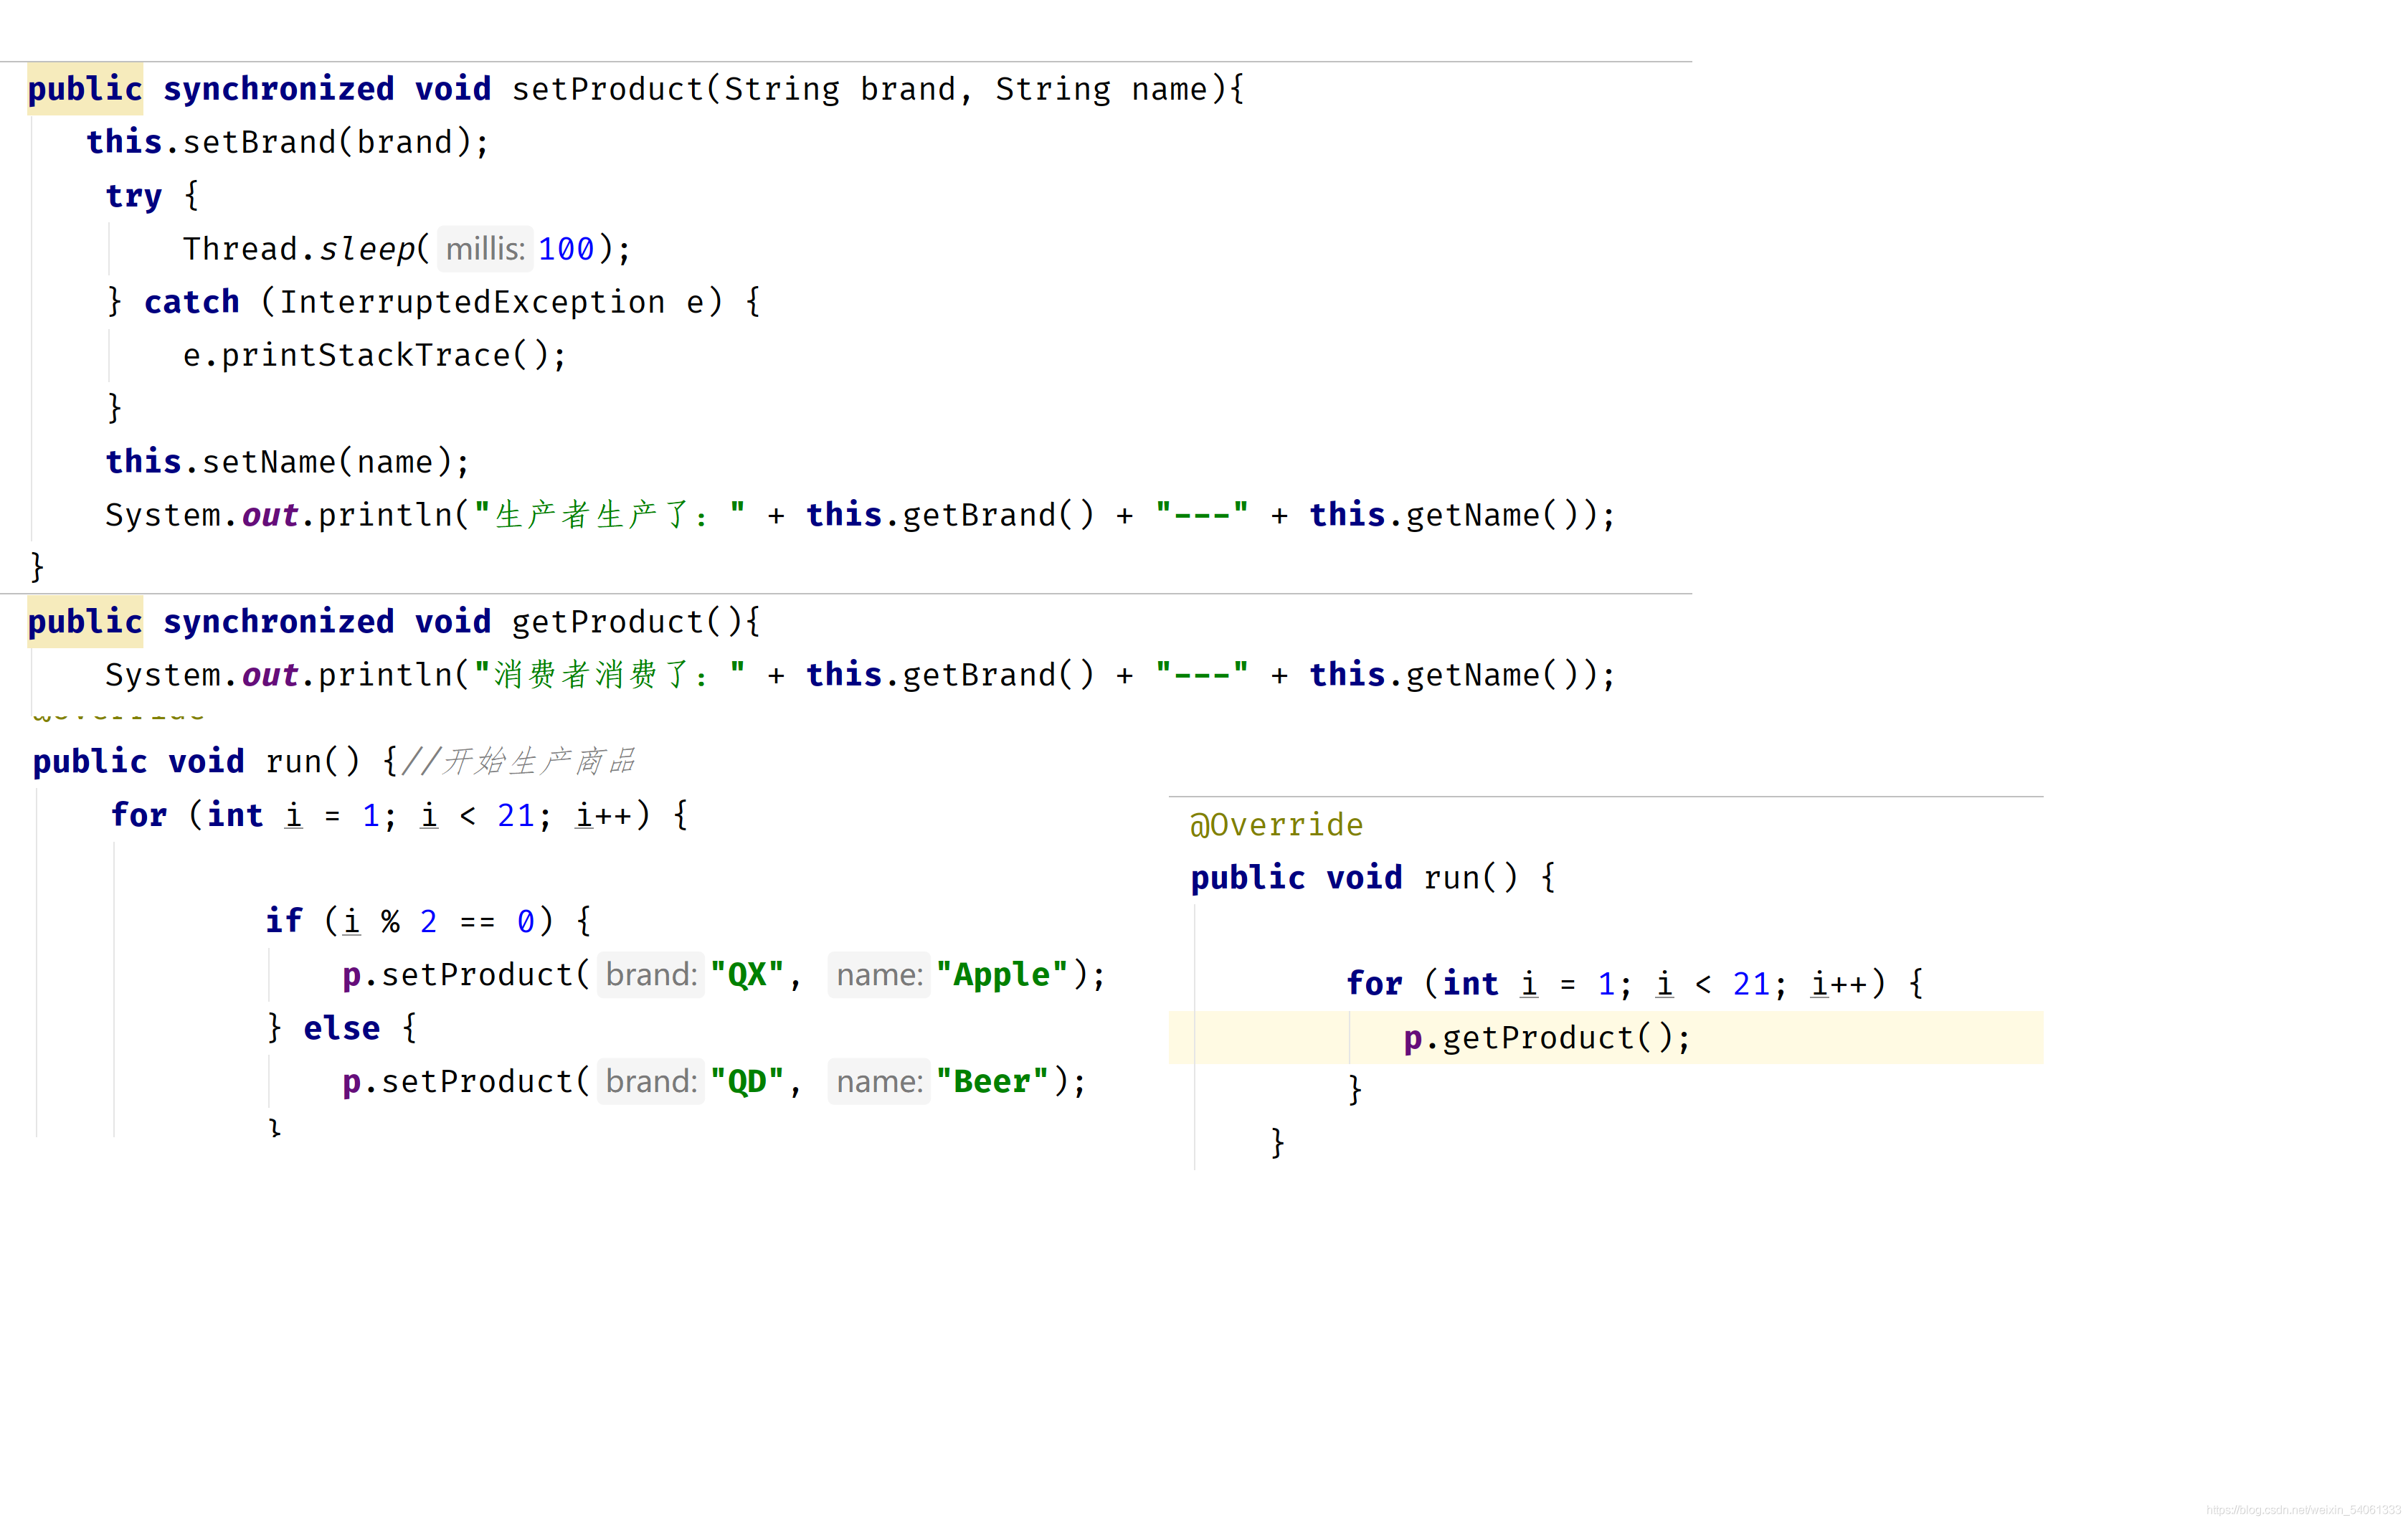 public synchronized void setProduct(String brand, String name){
this.setBrand(brand);
try {
Thread.sleep( millis: 100);
} catch (InterruptedException e) {
e.printStackTrace();
}
this.setName(name);
System.out.println("生产者生产了：" + this.getBrand() + "---" + this.getName());
}
public synchronized void getProduct(){
System.out.println("消费者消费了：" + this.getBrand() + "---" + this.getName());
@Override
public void run() {//开始生产商品
for (int i = 1; i < 21; i++) {
if (i % 2 == 0) {
p.setProduct( brand: "QX", name: "Apple");
} else {
p.setProduct( brand: "QD", name: "Beer");
}
@Override
public void run() {
for (int i = 1; i < 21; i++) {
p.getProduct();
}
}
https://blog.csdn.net/weixin_54061333